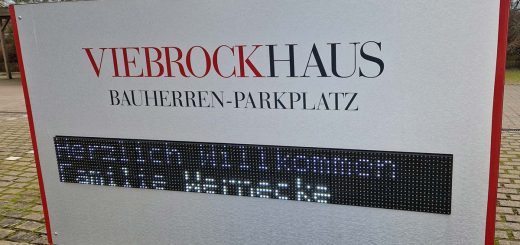 VIEBROCKHAUS
BAUHERREN-PARKPLATZ
Herzlich Willkommen
Familie Wernecke